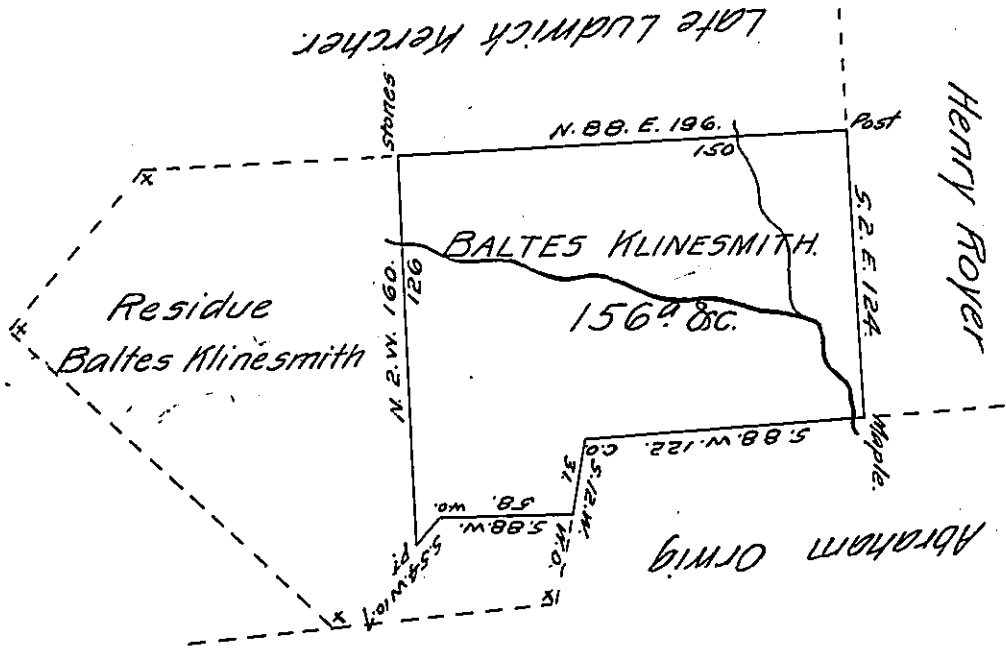 Late Ludwick Kercher.
Henry Royer
stones
N. 88. E. 196.
150
Post
S. 2. E. 124.
N. 2. W. 160.
126
BALTES KLINESMITH.
156ª &c.
Residue
Baltes Klinesmith
S. 88. W. 122.
C.O.
Maple.
S. 12. W.
31.
W.O.
S. 88. W.
58.
W.O.
P.t
Abraham Orwig